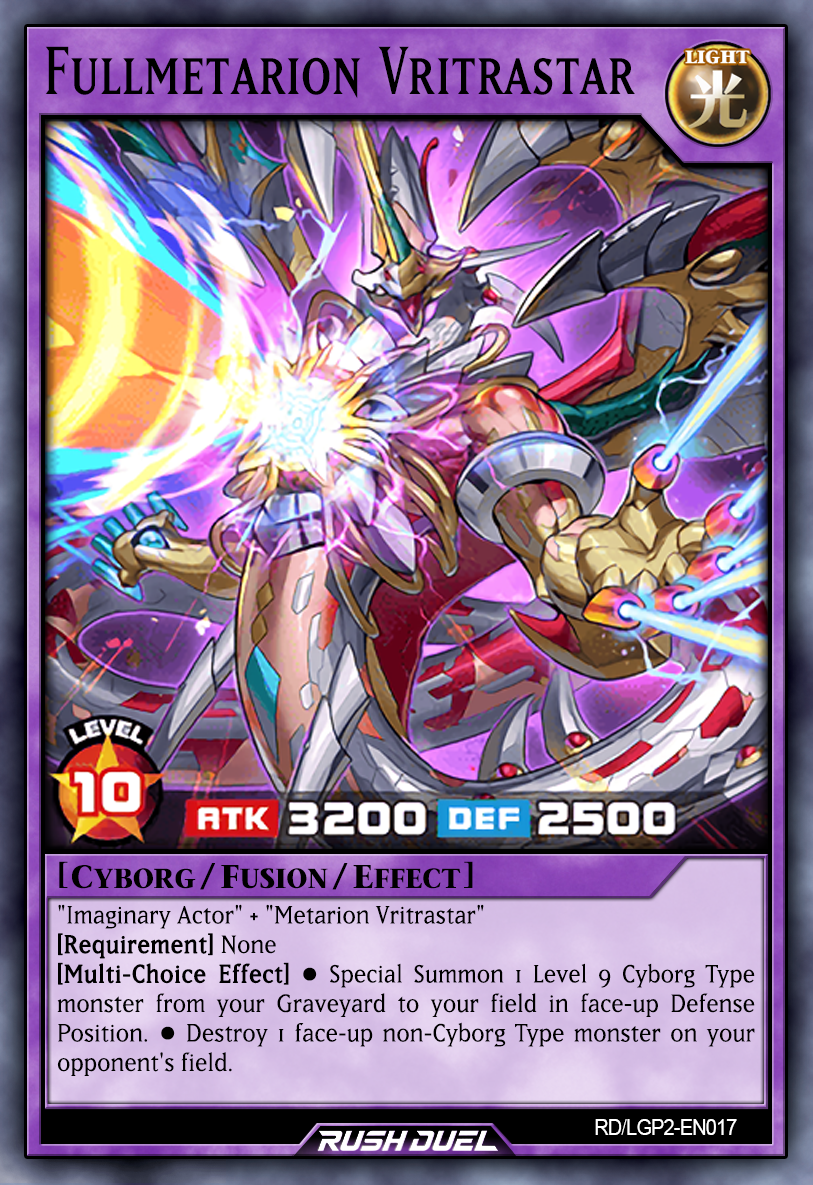 Fullmetarion Vritrastar
LIGHT
光
LEVEL
10
ATK 3200 DEF 2500
[Cyborg / Fusion / Effect]
"Imaginary Actor" + "Metarion Vritrastar"
[Requirement] None
[Multi-Choice Effect] ● Special Summon 1 Level 9 Cyborg Type
monster from your Graveyard to your field in face-up Defense
Position. ● Destroy 1 face-up non-Cyborg Type monster on your
opponent's field.
RD/LGP2-EN017
RUSH DUEL